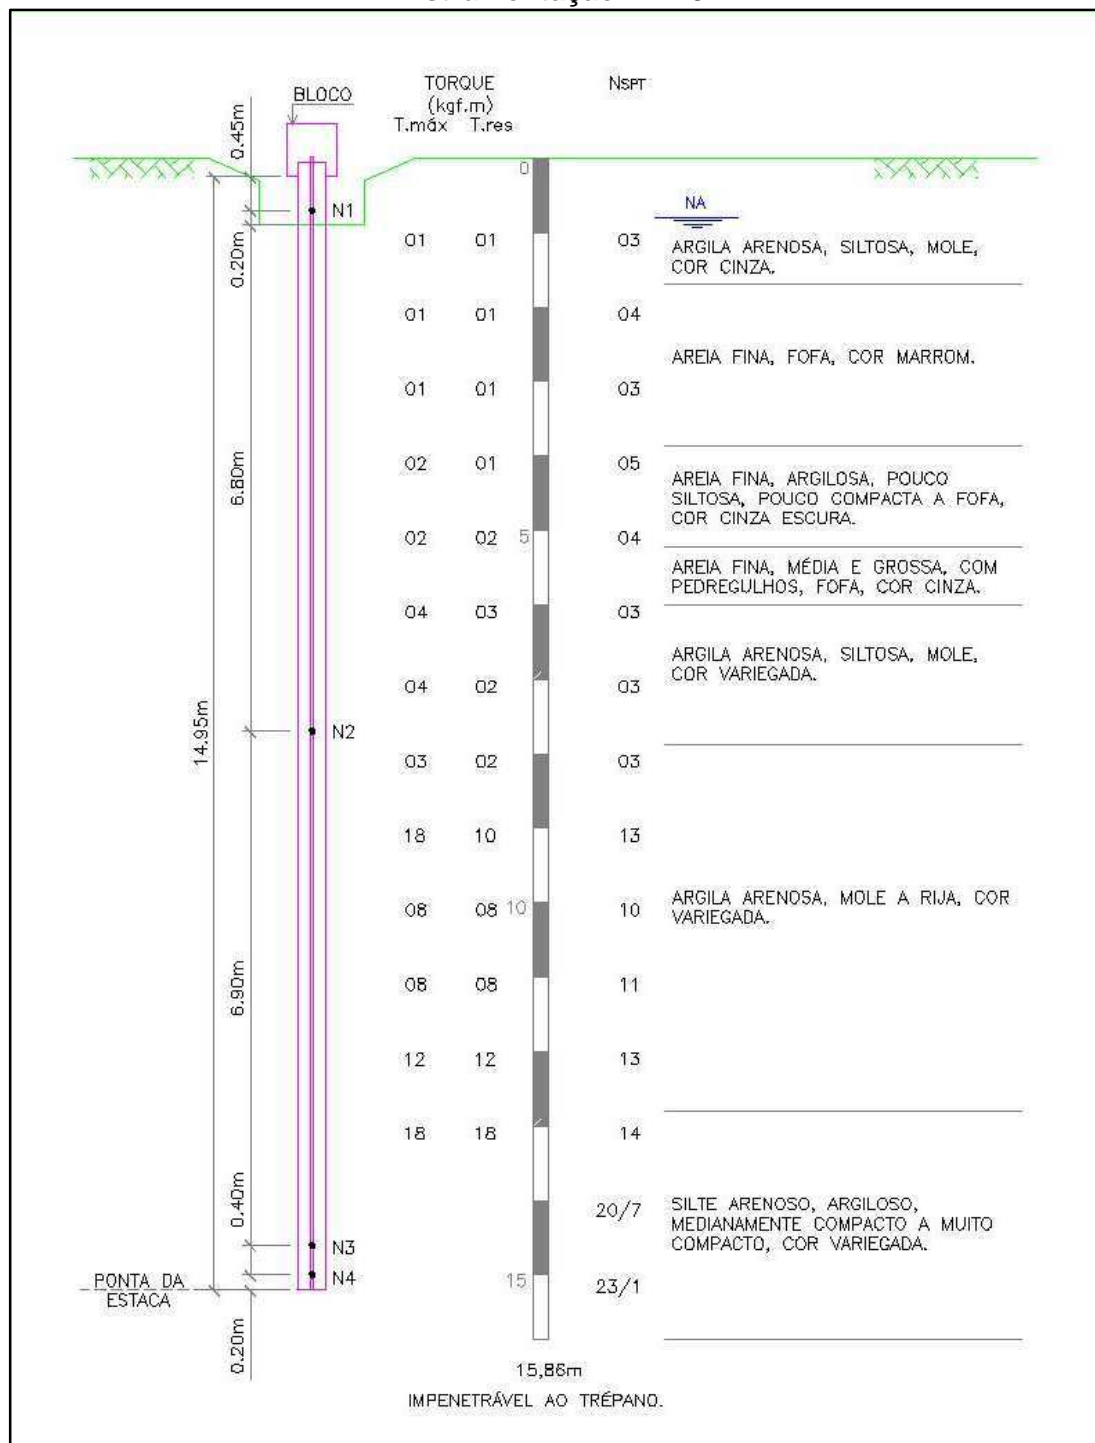 BLOCO
TORQUE
(kgf.m)
T.máx T.res
NSPT
0.45m
0
NA
N1
0.20m
01 01 03
ARGILA ARENOSA, SILTOSA, MOLE,
COR CINZA.
01 01 04
AREIA FINA, FOFA, COR MARROM.
01 01 03
6.80m
02 01 05
AREIA FINA, ARGILOSA, POUCO
SILTOSA, POUCO COMPACTA A FOFA,
COR CINZA ESCURA.
02 02 5 04
AREIA FINA, MÉDIA E GROSSA, COM
PEDREGULHOS, FOFA, COR CINZA.
04 03 03
ARGILA ARENOSA, SILTOSA, MOLE,
COR VARIEGADA.
04 02 03
14.95m
N2
03 02 03
18 10 13
08 08 10 10
ARGILA ARENOSA, MOLE A RIJA, COR
VARIEGADA.
6.90m
08 08 11
12 12 13
18 18 14
0.40m
20/7
SILTE ARENOSO, ARGILOSO,
MEDIANAMENTE COMPACTO A MUITO
COMPACTO, COR VARIEGADA.
N3
N4
15
23/1
PONTA DA
ESTACA
0.20m
15,86m
IMPENETRÁVEL AO TRÉPANO.